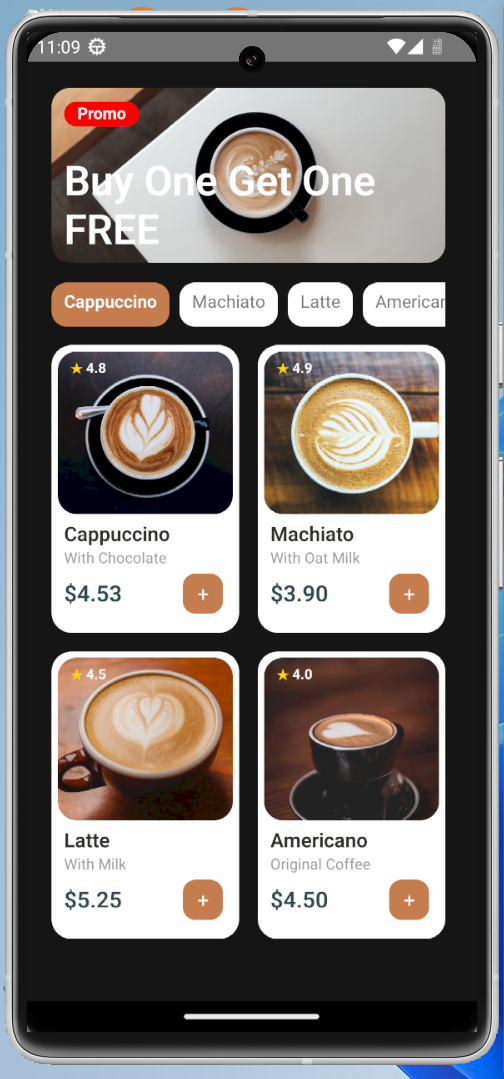 11:09
Promo
Buy One Get One
FREE
Cappuccino Machiato Latte American
★ 4.8
Cappuccino
With Chocolate
$4.53 +
★ 4.9
Machiato
With Oat Milk
$3.90 +
★ 4.5
Latte
With Milk
$5.25 +
★ 4.0
Americano
Original Coffee
$4.50 +